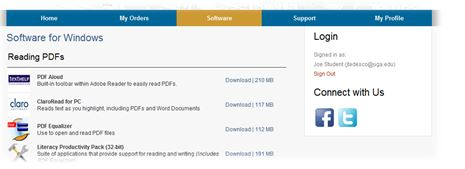 Home My Orders Software Support My Profile
Software for Windows
Reading PDFs
texthelp
PDF Aloud
Built-in toolbar within Adobe Reader to easily read PDFs.
Download | 210 MB
claro
ClaroRead for PC
Reads text as you highlight, including PDFs and Word Documents
Download | 117 MB
PDF Equalizer
Use to open and read PDF files
Download | 112 MB
Literacy Productivity Pack (32-bit)
Suite of applications that provide support for reading and writing (Includes
Download | 191 MB
Login
Signed in as:
Joe Student (jtedesco@uga.edu)
Sign Out
Connect with Us